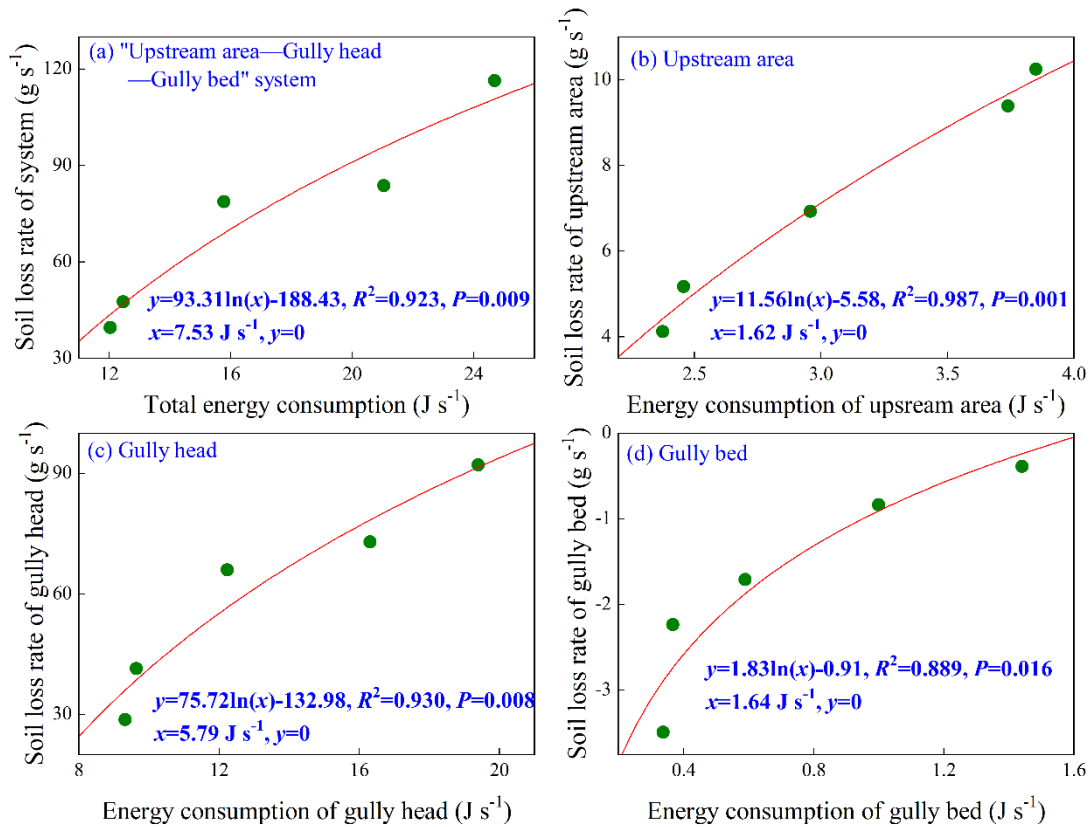 (a) "Upstream area—Gully head
—Gully bed" system
Soil loss rate of system (g s⁻¹)
120
90
60
30
y=93.31ln(x)-188.43, R²=0.923, P=0.009
x=7.53 J s⁻¹, y=0
12
16
20
24
Total energy consumption (J s⁻¹)
(b) Upstream area
Soil loss rate of upstream area (g s⁻¹)
10
8
6
4
y=11.56ln(x)-5.58, R²=0.987, P=0.001
x=1.62 J s⁻¹, y=0
2.5
3.0
3.5
4.0
Energy consumption of upsream area (J s⁻¹)
(c) Gully head
Soil loss rate of gully head (g s⁻¹)
90
60
30
y=75.72ln(x)-132.98, R²=0.930, P=0.008
x=5.79 J s⁻¹, y=0
8
12
16
20
Energy consumption of gully head (J s⁻¹)
(d) Gully bed
Soil loss rate of gully bed (g s⁻¹)
0
-1
-2
-3
y=1.83ln(x)-0.91, R²=0.889, P=0.016
x=1.64 J s⁻¹, y=0
0.4
0.8
1.2
1.6
Energy consumption of gully bed (J s⁻¹)